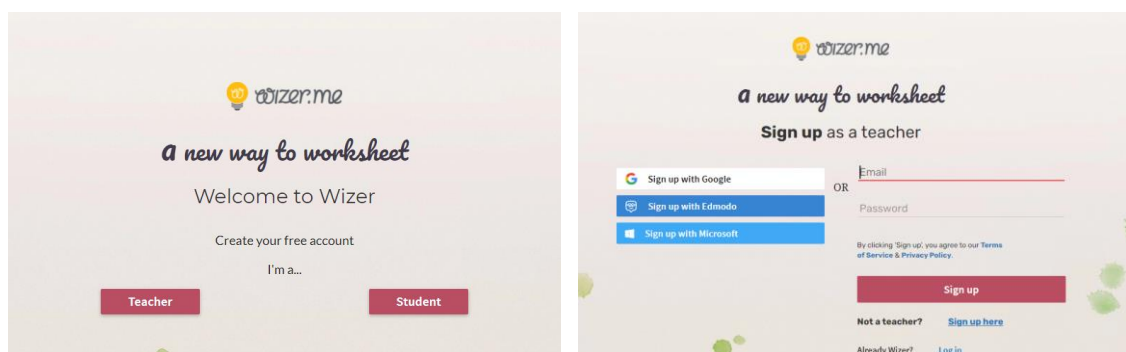 wizer.me
a new way to worksheet
Welcome to Wizer
Create your free account
I'm a...
Teacher
Student
wizer.me
a new way to worksheet
Sign up as a teacher
Sign up with Google
Sign up with Edmodo
Sign up with Microsoft
OR
Email
Password
By clicking 'Sign up', you agree to our Terms
of Service & Privacy Policy.
Sign up
Not a teacher? Sign up here
Already Wizer? Log in